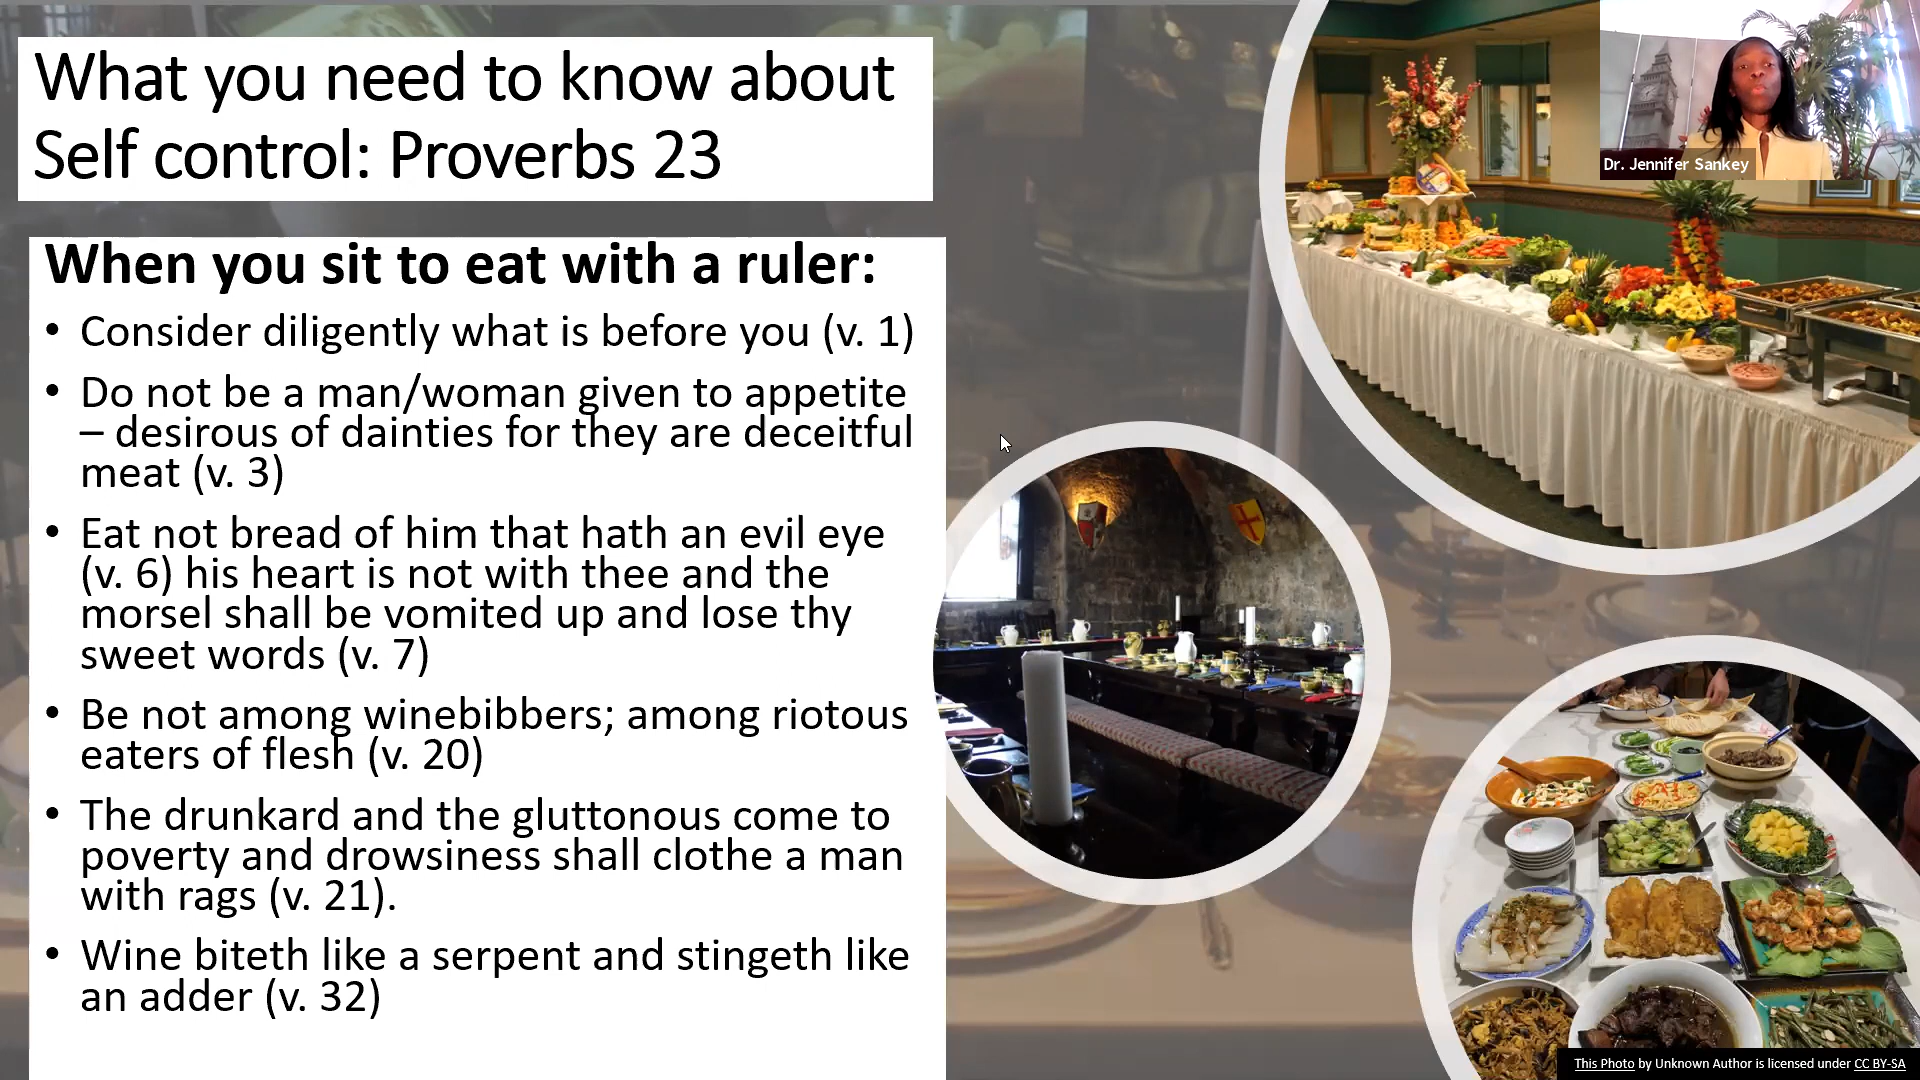 What you need to know about
Self control: Proverbs 23
Dr. Jennifer Sankey
When you sit to eat with a ruler:
• Consider diligently what is before you (v. 1)
• Do not be a man/woman given to appetite
– desirous of dainties for they are deceitful
meat (v. 3)
• Eat not bread of him that hath an evil eye
(v. 6) his heart is not with thee and the
morsel shall be vomited up and lose thy
sweet words (v. 7)
• Be not among winebibbers; among riotous
eaters of flesh (v. 20)
• The drunkard and the gluttonous come to
poverty and drowsiness shall clothe a man
with rags (v. 21).
• Wine biteth like a serpent and stingeth like
an adder (v. 32)
This Photo by Unknown Author is licensed under CC BY-SA